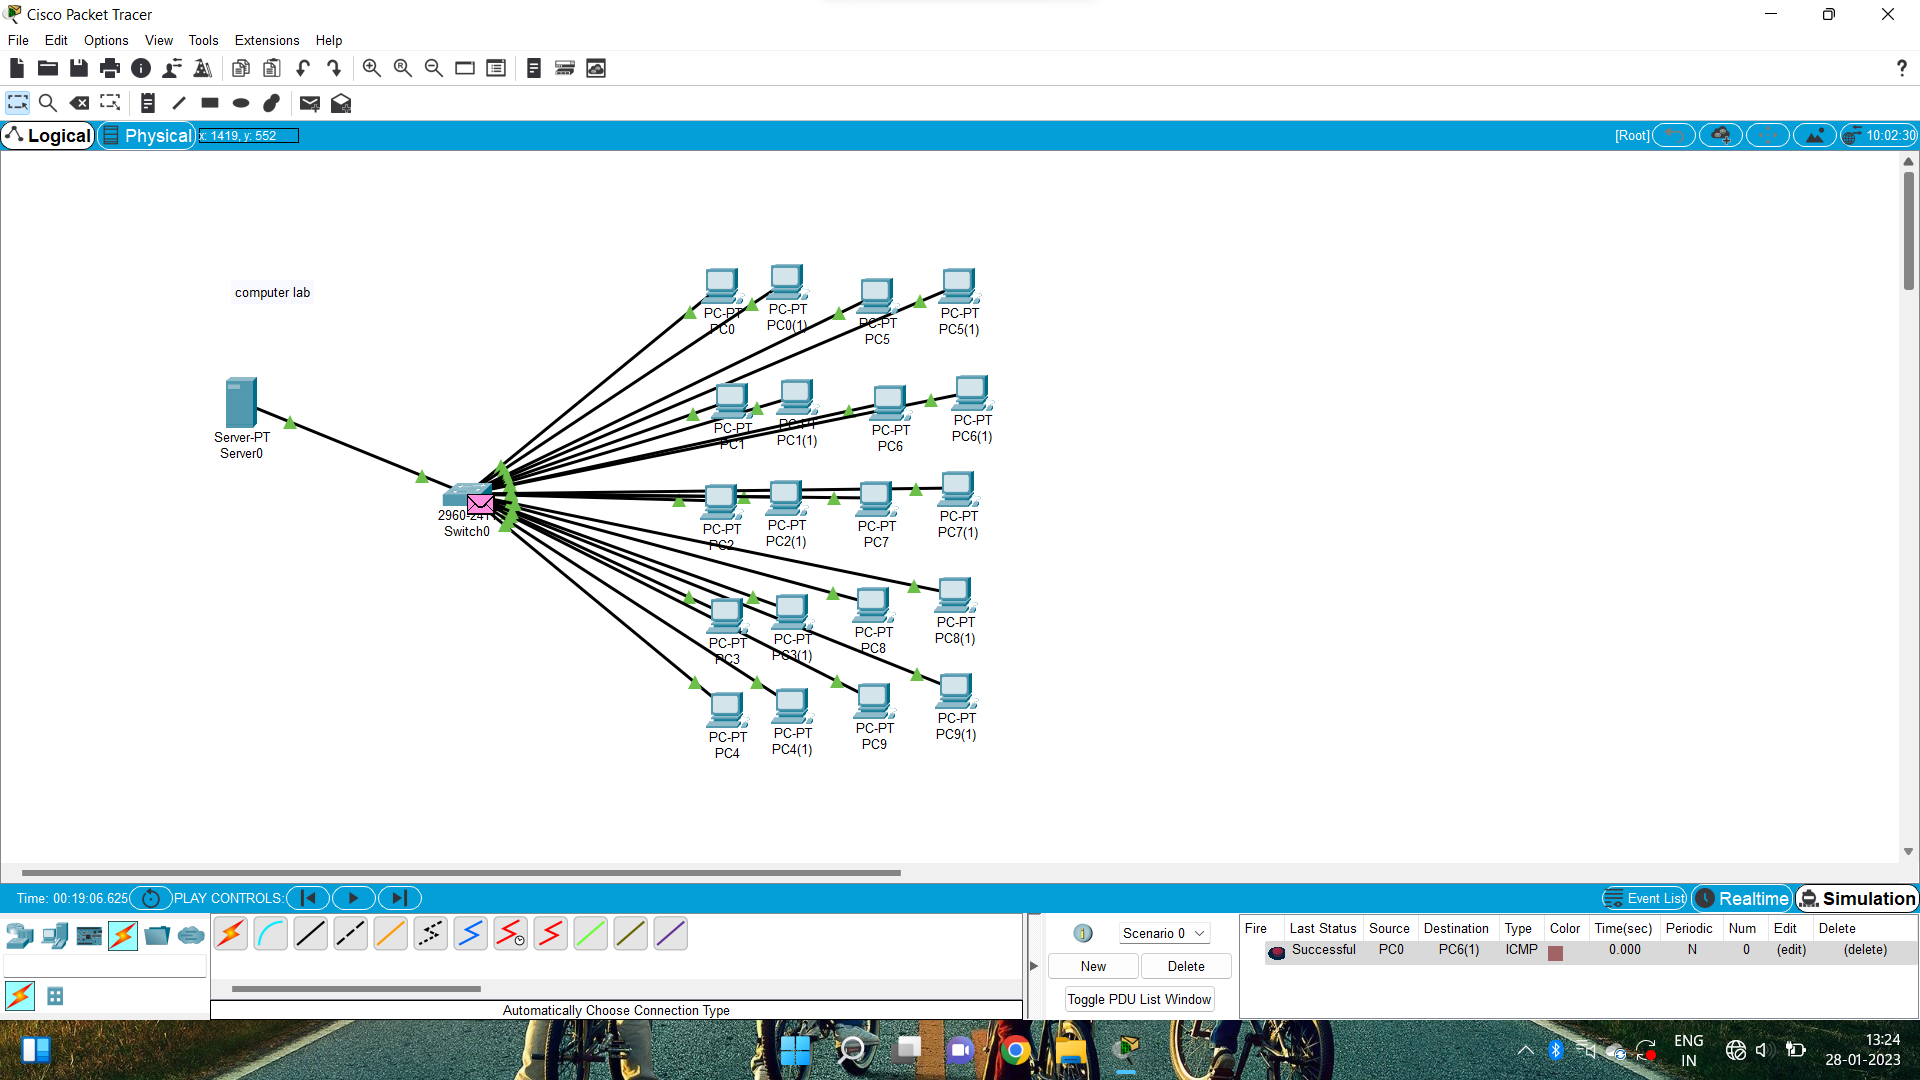 Cisco Packet Tracer
File Edit Options View Tools Extensions Help
Logical Physical x: 1419, y: 552 [Root] 10:02:30
computer lab
PC-PT PC-PT PC-PT PC-PT
PC0 PC0(1) PC5 PC5(1)
Server-PT
Server0
PC-PT PC-PT PC-PT PC-PT
PC1 PC1(1) PC6 PC6(1)
Switch0
PC-PT PC-PT PC-PT PC-PT
PC2 PC2(1) PC7 PC7(1)
PC-PT PC-PT PC-PT PC-PT
PC3 PC3(1) PC8 PC8(1)
PC-PT PC-PT PC-PT PC-PT
PC4 PC4(1) PC9 PC9(1)
Time: 00:19:06.625 PLAY CONTROLS: Event List Realtime Simulation
Scenario 0
New Delete
Toggle PDU List Window
Fire Last Status Source Destination Type Color Time(sec) Periodic Num Edit Delete
Successful PC0 PC6(1) ICMP 0.000 N 0 (edit) (delete)
Automatically Choose Connection Type
ENG
IN
13:24
28-01-2023